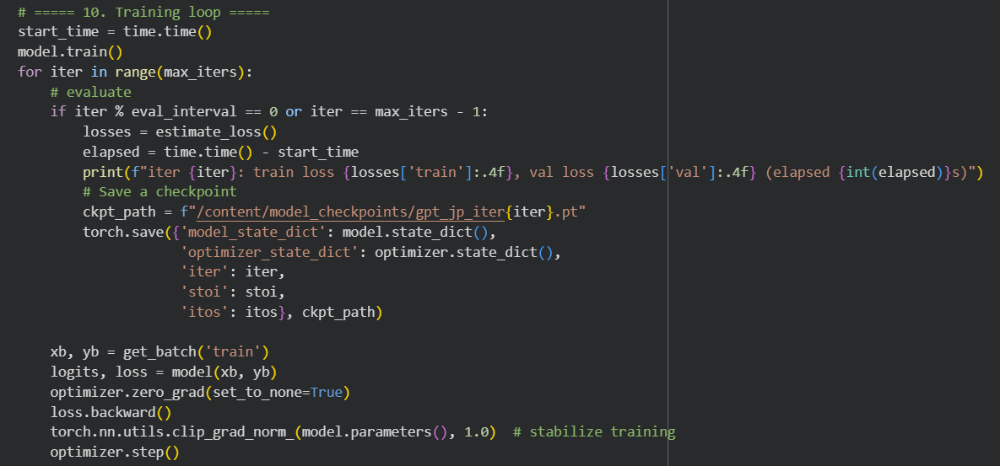 # ===== 10. Training loop =====
start_time = time.time()
model.train()
for iter in range(max_iters):
    # evaluate
    if iter % eval_interval == 0 or iter == max_iters - 1:
        losses = estimate_loss()
        elapsed = time.time() - start_time
        print(f"iter {iter}: train loss {losses['train']:.4f}, val loss {losses['val']:.4f} (elapsed {int(elapsed)}s)")
        # Save a checkpoint
        ckpt_path = f"/content/model_checkpoints/gpt_jp_iter{iter}.pt"
        torch.save({'model_state_dict': model.state_dict(),
                    'optimizer_state_dict': optimizer.state_dict(),
                    'iter': iter,
                    'stoi': stoi,
                    'itos': itos}, ckpt_path)

    xb, yb = get_batch('train')
    logits, loss = model(xb, yb)
    optimizer.zero_grad(set_to_none=True)
    loss.backward()
    torch.nn.utils.clip_grad_norm_(model.parameters(), 1.0)  # stabilize training
    optimizer.step()